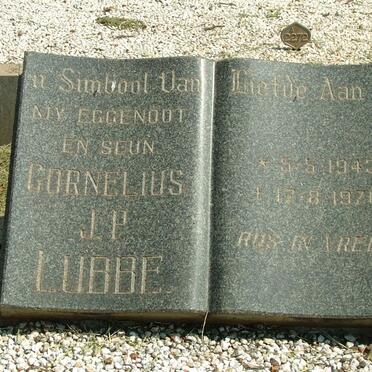 'n Simbool Van Liefde Aan
MY EGGENOOT
EN SEUN
CORNELIUS
J.P.
LUBBE
* 5-5-194
† 17-8-197
RUS IN VRE